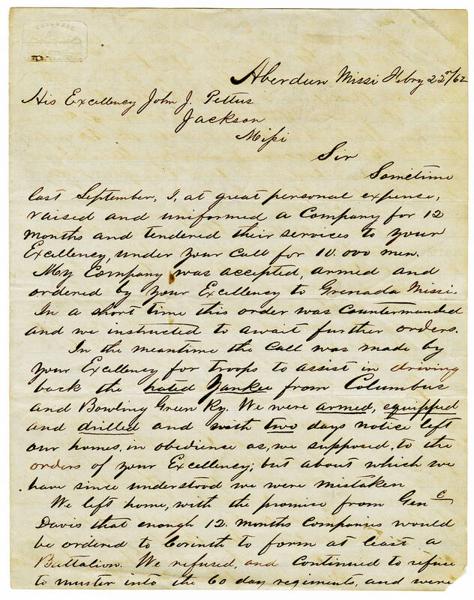 Aberdeen Missi Feby 25th/62
His Excellency John J. Pettus
Jackson
Missi
Sir
Sometime
last September, I, at great personal expense,
raised and uniformed a Company for 12
months and tendered their services to your
Excellency, under your call for 10.000 men.
My Company was accepted, armed and
ordered by your Excellency to Grenada Missi.
In a short time this order was countermanded
and we instructed to await further orders.
In the meantime the call was made by
your Excellency for troops to assist in driving
back the hated Yankee from Columbus
and Bowling Green Ky. We were armed, equipped
and drilled and with two days notice left
our homes, in obedience as, we supposed, to the
orders of your Excellency; but about which we
have since understood we were mistaken
We left home, with the promise from Genl
Davis that enough 12 months Companies would
be ordered to Corinth to form at least a
Battalion. We refused, and continued to refuse
to muster into the 60 day regiments, and were